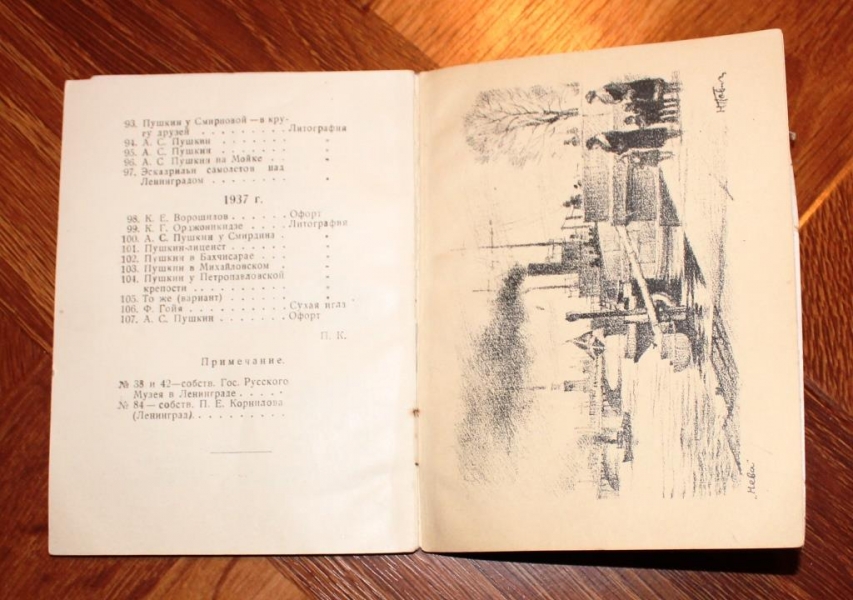 93. Пушкин у Смирновой — в кру-
гу друзей . . . . . . . . Литография
94. А. С. Пушкин . . . . . . . "
95. А. С. Пушкин . . . . . . . "
96. А. С. Пушкин на Мойке . . "
97. Эскадрильи самолетов над
Ленинградом . . . . . . . "
1937 г.
98. К. Е. Ворошилов . . . . . . Офорт
99. К. Г. Орджоникидзе . . . . Литография
100. А. С. Пушкин у Смирдина . "
101. Пушкин-лицеист . . . . . . "
102. Пушкин в Бахчисарае . . . "
103. Пушкин в Михайловском . "
104. Пушкин у Петропавловской
крепости . . . . . . . . "
105. То же (вариант) . . . . . "
106. Ф. Гойя . . . . . . . . . Сухая игла
107. А. С. Пушкин . . . . . . . Офорт
П. К.
Примечание.
№ 38 и 42—собств. Гос. Русского
Музея в Ленинграде . . . . .
№ 84 — собств. П. Е. Корнилова
(Ленинград) . . . . . . . . .
„Нева"